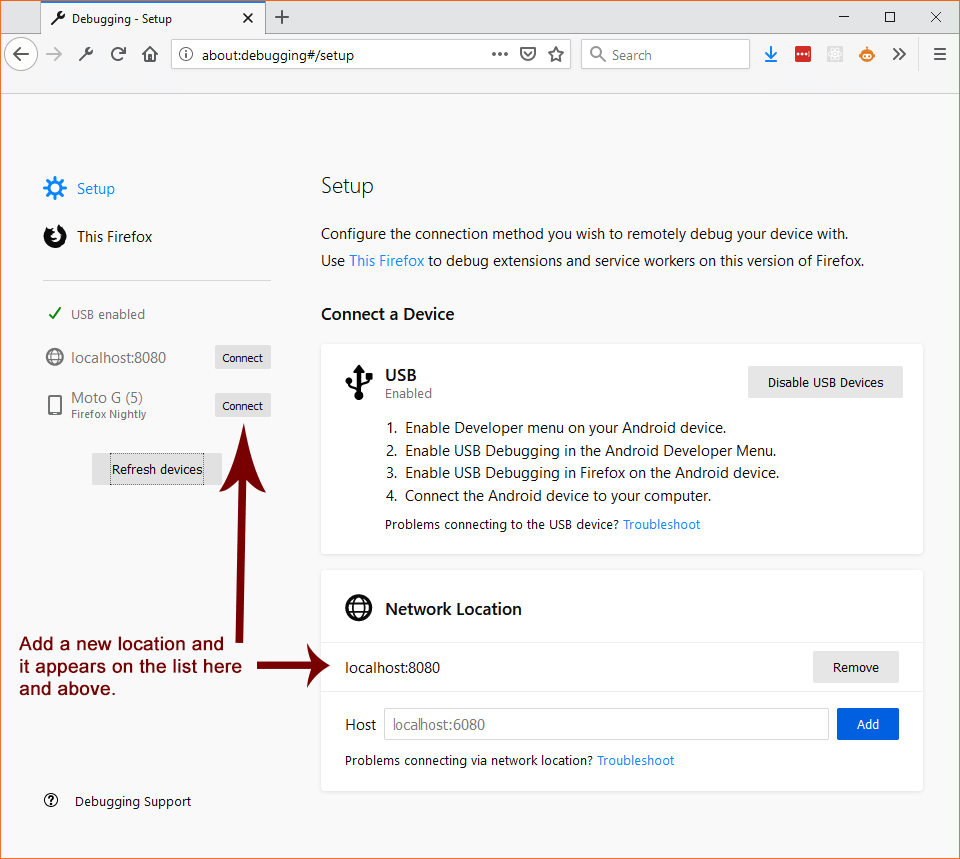 Debugging - Setup
about:debugging#/setup
Search
Setup
This Firefox
USB enabled
localhost:8080
Connect
Moto G (5)
Firefox Nightly
Connect
Refresh devices
Add a new location and
it appears on the list here
and above.
Debugging Support
Setup
Configure the connection method you wish to remotely debug your device with.
Use This Firefox to debug extensions and service workers on this version of Firefox.
Connect a Device
USB
Enabled
Disable USB Devices
1. Enable Developer menu on your Android device.
2. Enable USB Debugging in the Android Developer Menu.
3. Enable USB Debugging in Firefox on the Android device.
4. Connect the Android device to your computer.
Problems connecting to the USB device? Troubleshoot
Network Location
localhost:8080
Remove
Host localhost:6080 Add
Problems connecting via network location? Troubleshoot